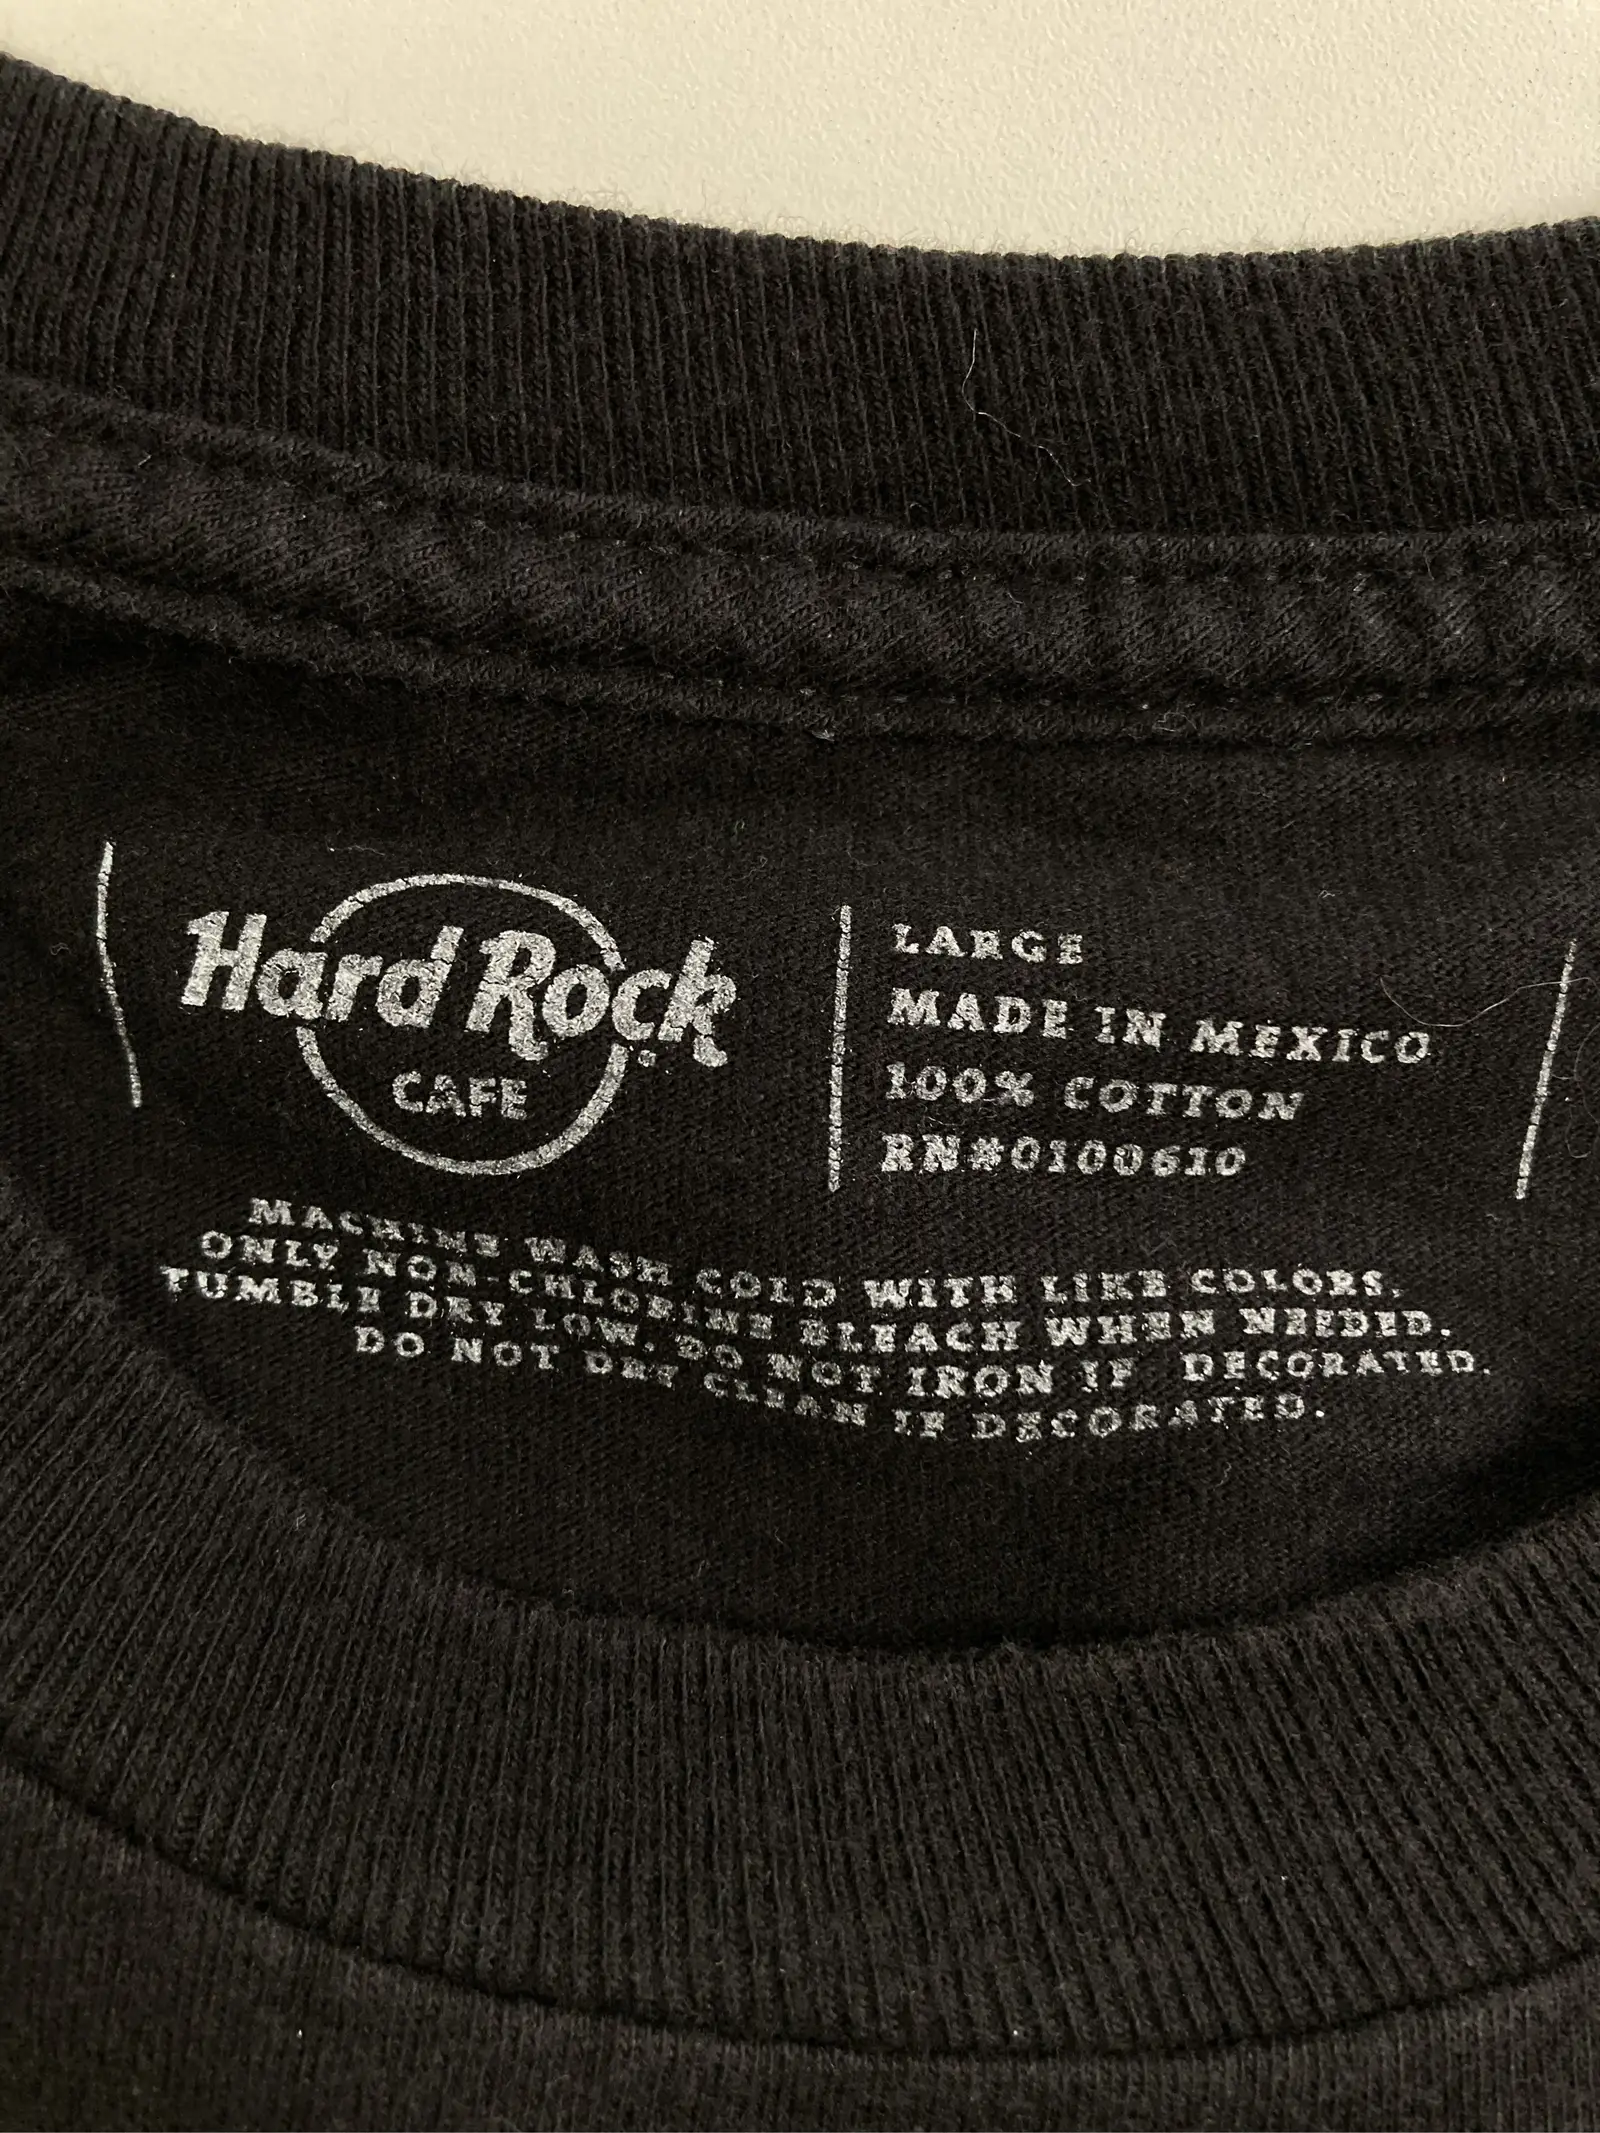 Hard Rock
CAFE
LARGE
MADE IN MEXICO
100% COTTON
RN#0100610
MACHINE WASH COLD WITH LIKE COLORS.
ONLY NON-CHLORINE BLEACH WHEN NEEDED.
TUMBLE DRY LOW. DO NOT IRON IF DECORATED.
DO NOT DRY CLEAN IF DECORATED.